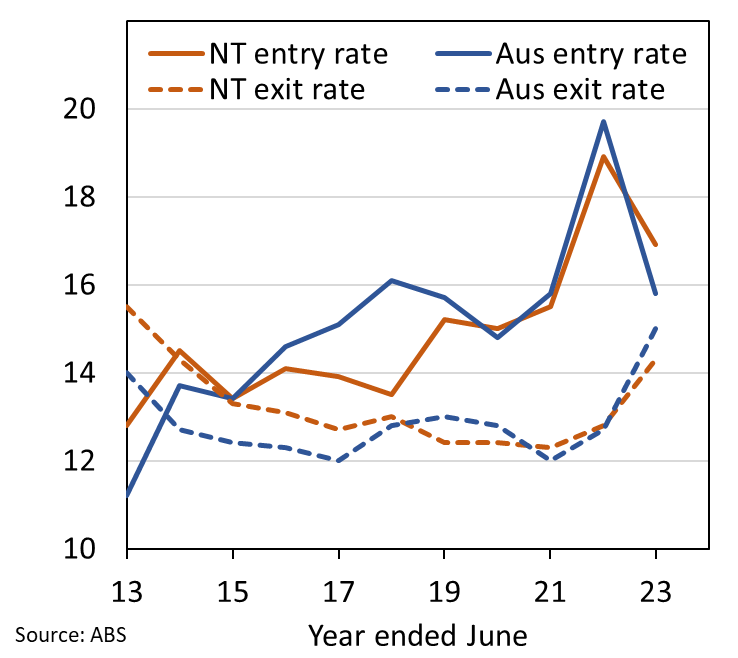 NT entry rate Aus entry rate
NT exit rate Aus exit rate
20
18
16
14
12
10
13 15 17 19 21 23
Source: ABS Year ended June